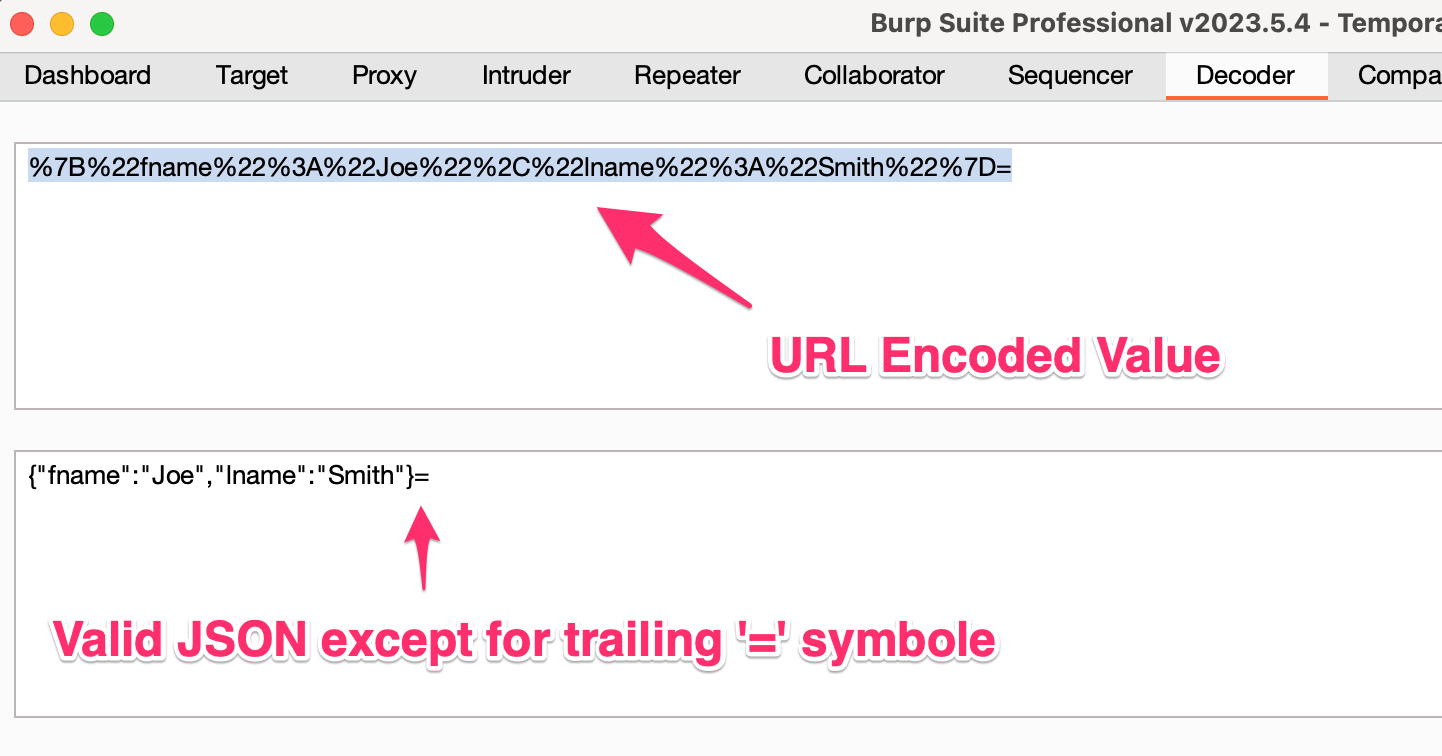 Burp Suite Professional v2023.5.4 - Tempora
Dashboard Target Proxy Intruder Repeater Collaborator Sequencer Decoder Compa
%7B%22fname%22%3A%22Joe%22%2C%22lname%22%3A%22Smith%22%7D=
URL Encoded Value
{"fname":"Joe","lname":"Smith"}=
Valid JSON except for trailing '=' symbole